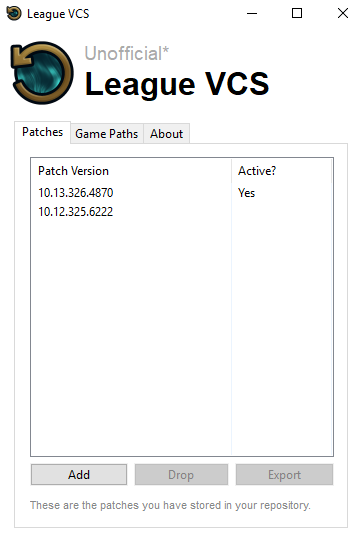 League VCS
Unofficial*
League VCS
Patches Game Paths About
Patch Version Active?
10.13.326.4870 Yes
10.12.325.6222
Add Drop Export
These are the patches you have stored in your repository.